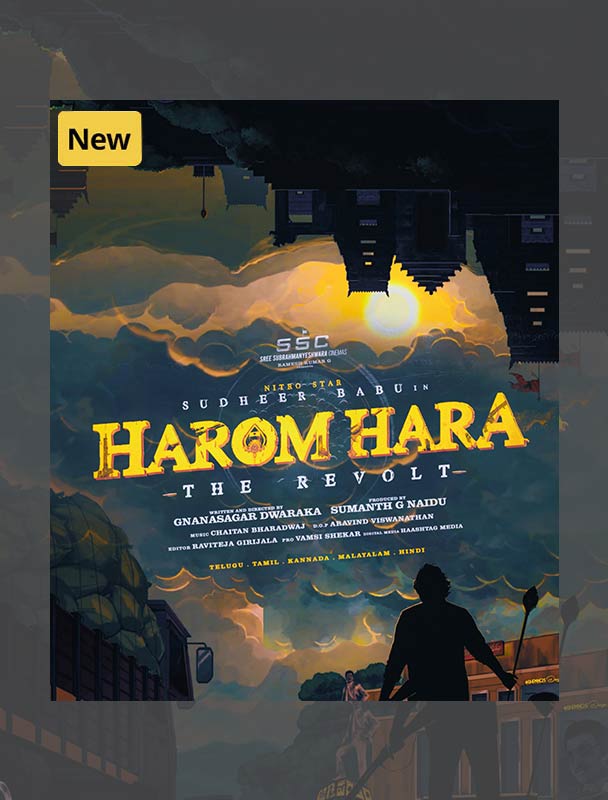 New
SSC
SREE SUBRAHMANYESHWARA CINEMAS
RAMESH KUMAR G
NITRO STAR
SUDHEER BABU IN
HAROM HARA
THE REVOLT
WRITTEN AND DIRECTED BY
GNANASAGAR DWARAKA
PRODUCED BY
SUMANTH G NAIDU
MUSIC CHAITAN BHARADWAJ D.O.P ARAVIND VISWANATHAN
EDITOR RAVITEJA GIRIJALA PRO VAMSI SHEKAR DIGITAL MEDIA HAASHTAG MEDIA
TELUGU . TAMIL . KANNADA . MALAYALAM . HINDI